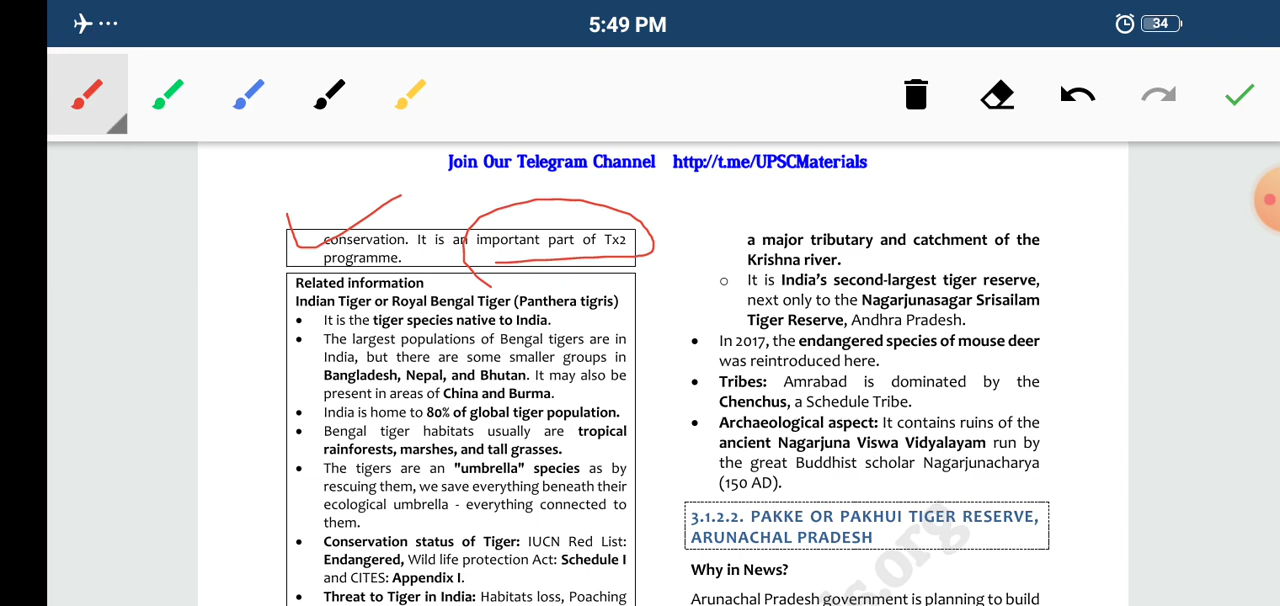 5:49 PM
34
Join Our Telegram Channel http://t.me/UPSCMaterials
conservation. It is an important part of Tx2
programme.
Related information
Indian Tiger or Royal Bengal Tiger (Panthera tigris)
• It is the tiger species native to India.
• The largest populations of Bengal tigers are in
India, but there are some smaller groups in
Bangladesh, Nepal, and Bhutan. It may also be
present in areas of China and Burma.
• India is home to 80% of global tiger population.
• Bengal tiger habitats usually are tropical
rainforests, marshes, and tall grasses.
• The tigers are an "umbrella" species as by
rescuing them, we save everything beneath their
ecological umbrella - everything connected to
them.
• Conservation status of Tiger: IUCN Red List:
Endangered, Wild life protection Act: Schedule I
and CITES: Appendix I.
• Threat to Tiger in India: Habitats loss, Poaching
a major tributary and catchment of the
Krishna river.
o It is India's second-largest tiger reserve,
next only to the Nagarjunasagar Srisailam
Tiger Reserve, Andhra Pradesh.
• In 2017, the endangered species of mouse deer
was reintroduced here.
• Tribes: Amrabad is dominated by the
Chenchus, a Schedule Tribe.
• Archaeological aspect: It contains ruins of the
ancient Nagarjuna Viswa Vidyalayam run by
the great Buddhist scholar Nagarjunacharya
(150 AD).
3.1.2.2. PAKKE OR PAKHUI TIGER RESERVE,
ARUNACHAL PRADESH
Why in News?
Arunachal Pradesh government is planning to build
s.org